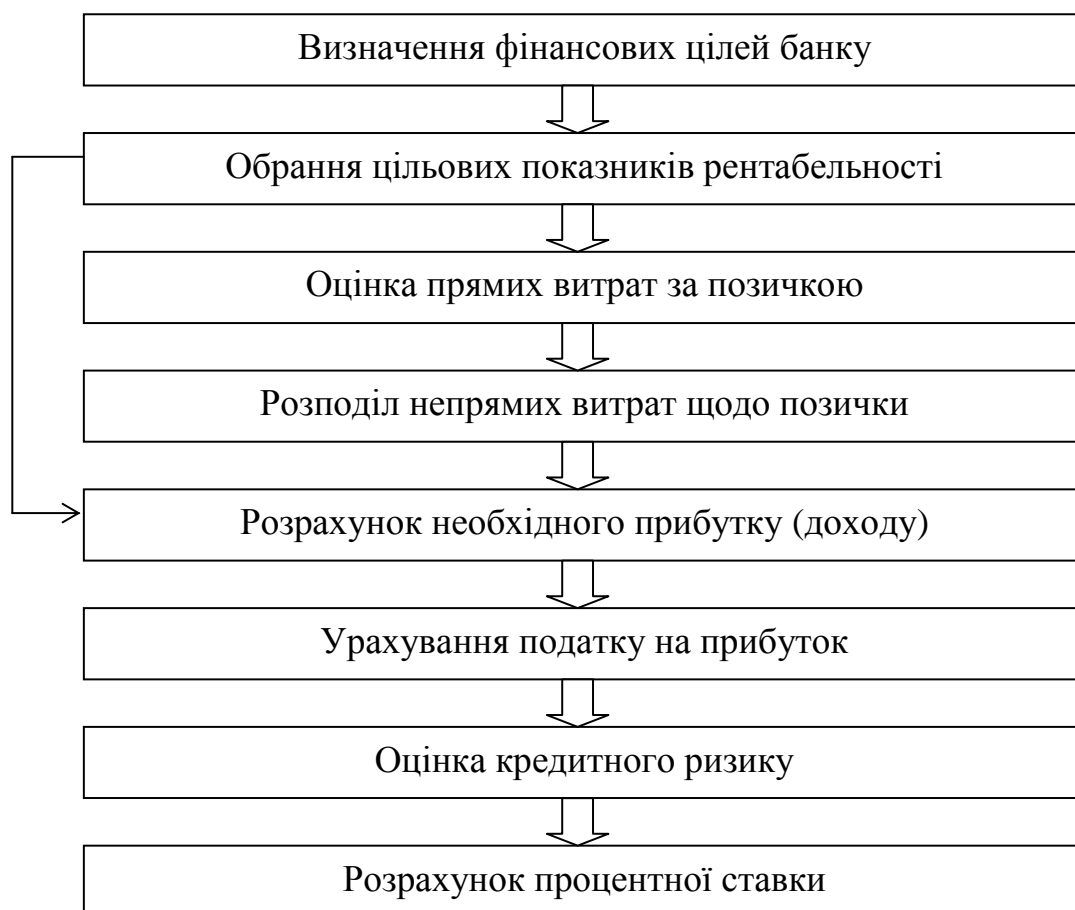 Визначення фінансових цілей банку
Обрання цільових показників рентабельності
Оцінка прямих витрат за позичкою
Розподіл непрямих витрат щодо позички
Розрахунок необхідного прибутку (доходу)
Урахування податку на прибуток
Оцінка кредитного ризику
Розрахунок процентної ставки